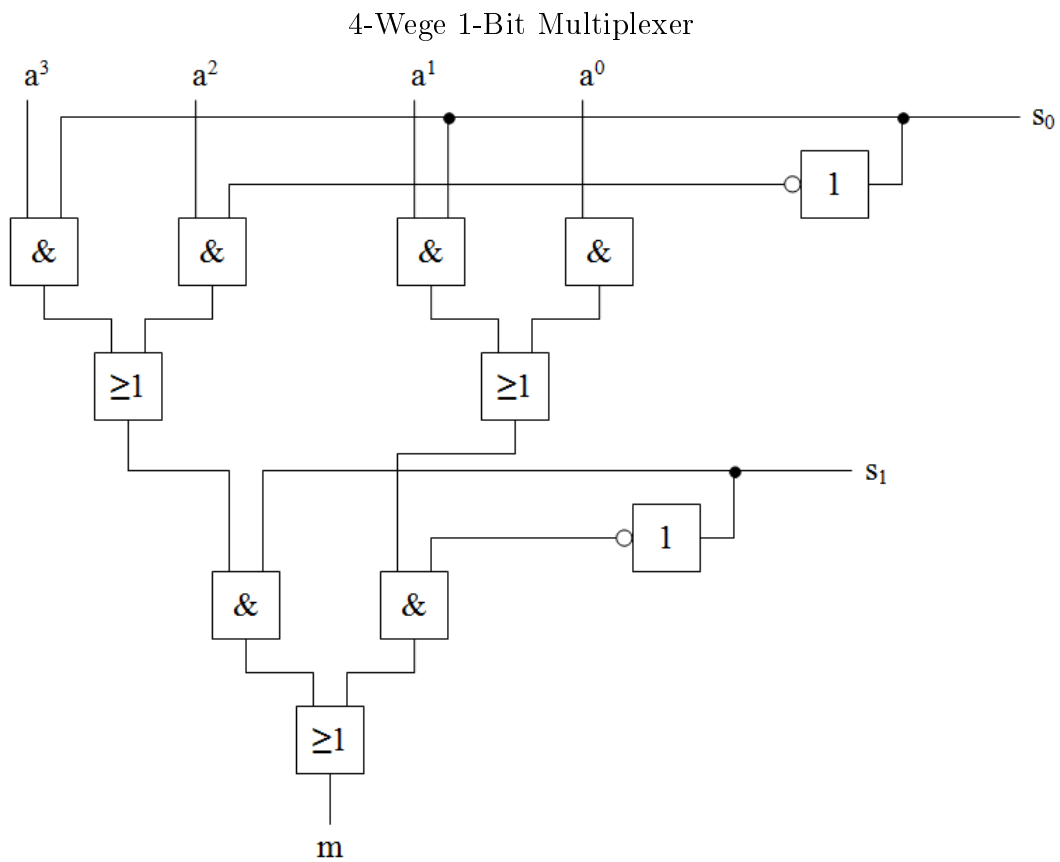 4-Wege 1-Bit Multiplexer
a³ a² a¹ a⁰
s₀
1
& & & &
≥1 ≥1
s₁
1
& &
≥1
m